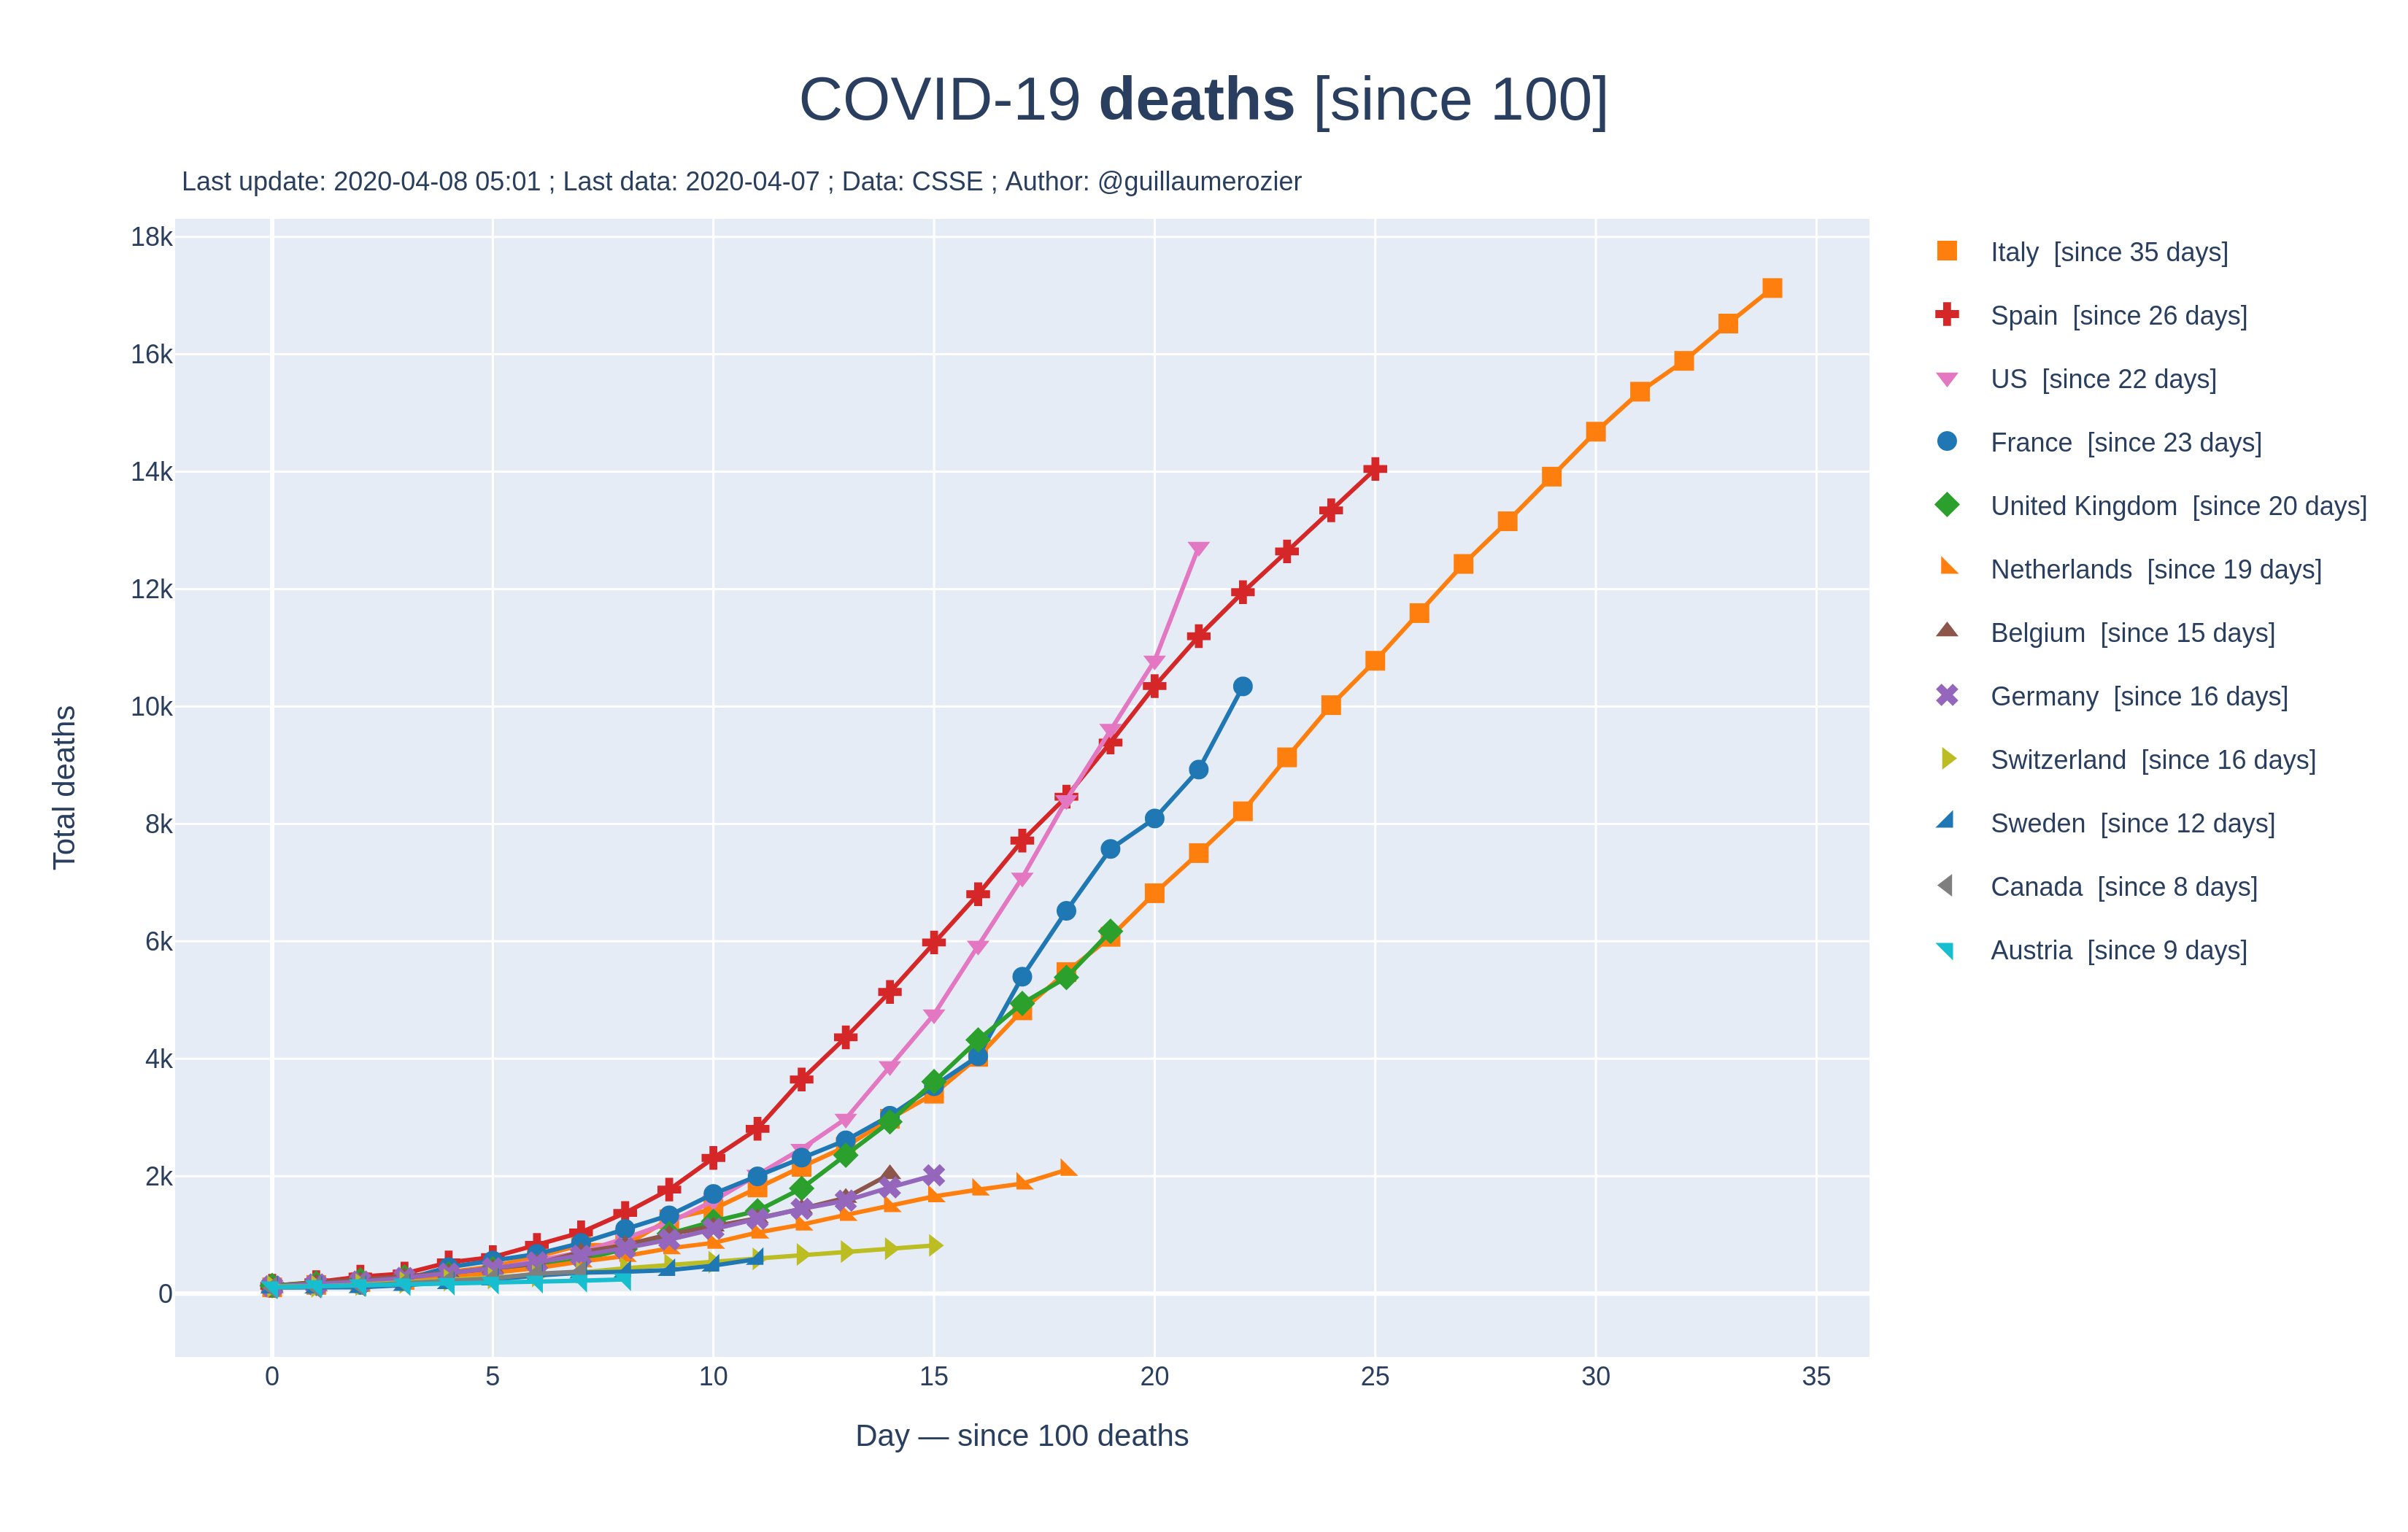 COVID-19 deaths [since 100]
Last update: 2020-04-08 05:01 ; Last data: 2020-04-07 ; Data: CSSE ; Author: @guillaumerozier
18k
16k
14k
12k
10k
8k
6k
4k
2k
0
Total deaths
0 5 10 15 20 25 30 35
Day — since 100 deaths
Italy [since 35 days]
Spain [since 26 days]
US [since 22 days]
France [since 23 days]
United Kingdom [since 20 days]
Netherlands [since 19 days]
Belgium [since 15 days]
Germany [since 16 days]
Switzerland [since 16 days]
Sweden [since 12 days]
Canada [since 8 days]
Austria [since 9 days]